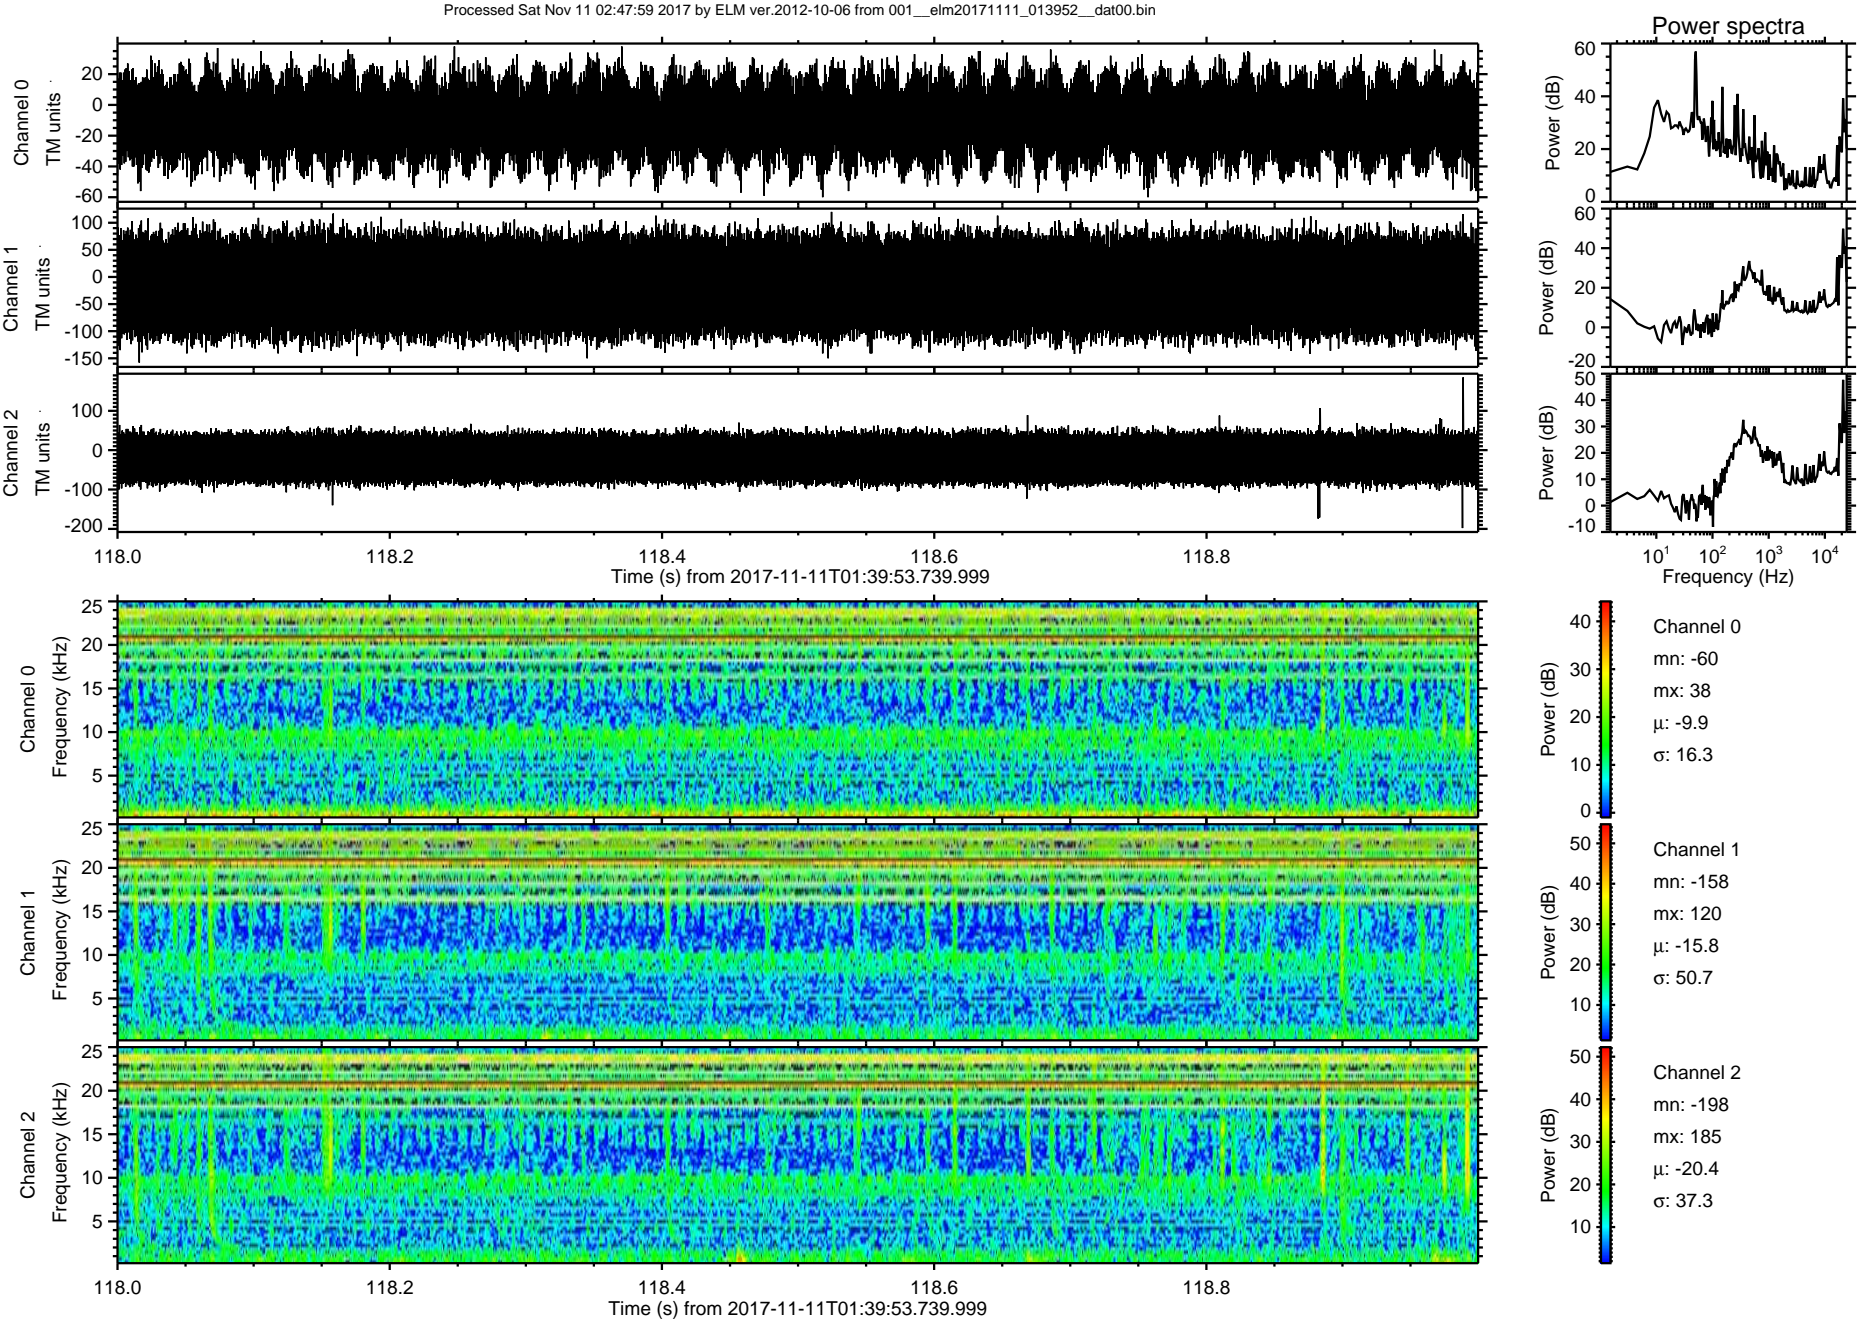 Processed Sat Nov 11 02:47:59 2017 by ELM ver.2012-10-06 from 001__elm20171111_013952__dat00.bin
Power spectra
Channel 0
TM units
20
0
-20
-40
-60
Power (dB)
60
40
20
0
Channel 1
TM units
100
50
0
-50
-100
-150
Power (dB)
60
40
20
0
-20
Channel 2
TM units
100
0
-100
-200
Power (dB)
50
40
30
20
10
0
-10
118.0 118.2 118.4 118.6 118.8
Time (s) from 2017-11-11T01:39:53.739.999
10¹ 10² 10³ 10⁴
Frequency (Hz)
Channel 0
Frequency (kHz)
25
20
15
10
5
Power (dB)
40
30
20
10
0
Channel 0
mn: -60
mx: 38
μ: -9.9
σ: 16.3
Channel 1
Frequency (kHz)
25
20
15
10
5
Power (dB)
50
40
30
20
10
Channel 1
mn: -158
mx: 120
μ: -15.8
σ: 50.7
Channel 2
Frequency (kHz)
25
20
15
10
5
Power (dB)
50
40
30
20
10
Channel 2
mn: -198
mx: 185
μ: -20.4
σ: 37.3
118.0 118.2 118.4 118.6 118.8
Time (s) from 2017-11-11T01:39:53.739.999